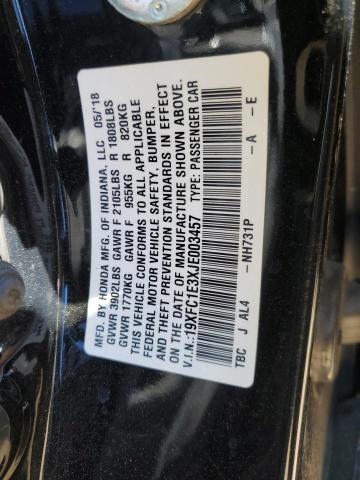 MFD. BY HONDA MFG. OF INDIANA, LLC 05/'18
GVWR 3902LBS GAWR F 2105LBS R 1808LBS
GVWR 1770KG GAWR F 955KG R 820KG
THIS VEHICLE CONFORMS TO ALL APPLICABLE
FEDERAL MOTOR VEHICLE SAFETY, BUMPER,
AND THEFT PREVENTION STANDARDS IN EFFECT
ON THE DATE OF MANUFACTURE SHOWN ABOVE.
V.I.N.:19XFC1E3XJE003457 TYPE: PASSENGER CAR
TBC J AL4 -NH731P -A -E